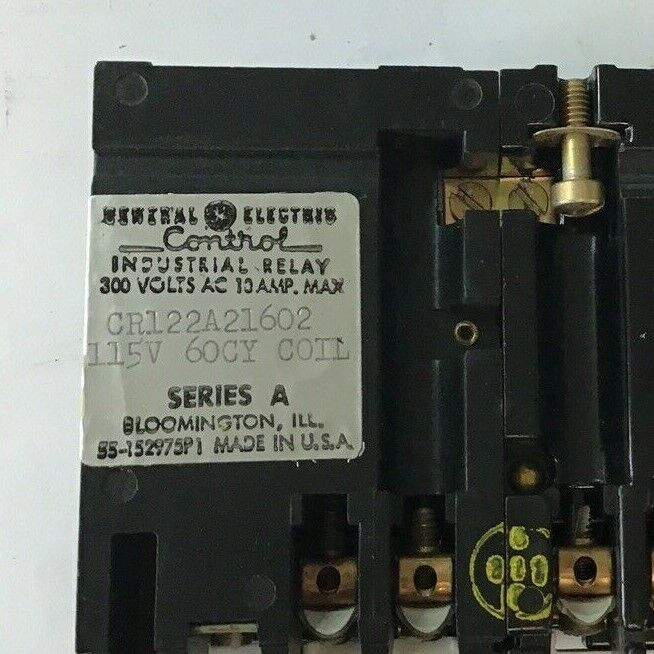 GENERAL GE ELECTRIC
Control
INDUSTRIAL RELAY
300 VOLTS AC 10 AMP. MAX
CR122A21602
115V 60CY COIL
SERIES A
BLOOMINGTON, ILL.
55-152975P1 MADE IN U.S.A.